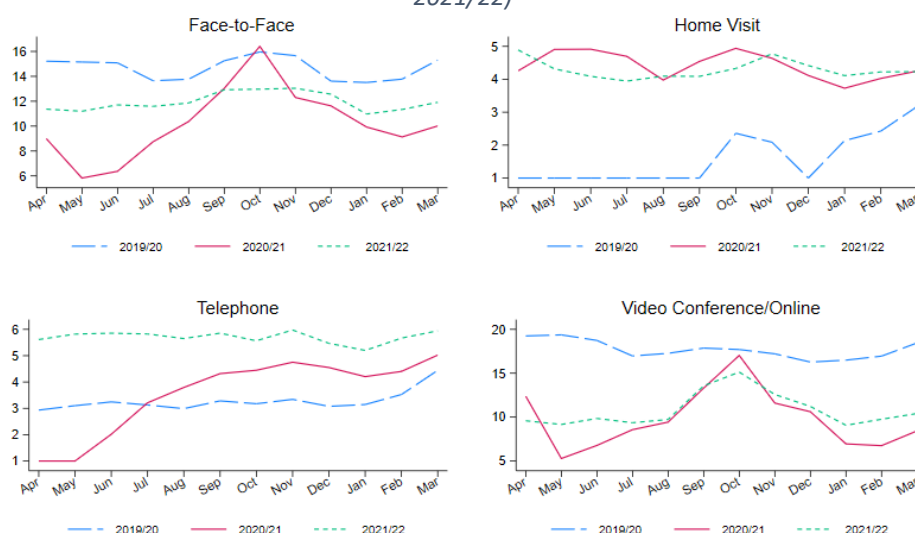 2021/22)
Face-to-Face
Home Visit
16
14
12
10
8
6
Apr May Jun Jul Aug Sep Oct Nov Dec Jan Feb Mar
2019/20 2020/21 2021/22
5
4
3
2
1
Apr May Jun Jul Aug Sep Oct Nov Dec Jan Feb Mar
2019/20 2020/21 2021/22
Telephone
Video Conference/Online
6
5
4
3
2
1
Apr May Jun Jul Aug Sep Oct Nov Dec Jan Feb Mar
2019/20 2020/21 2021/22
20
15
10
5
Apr May Jun Jul Aug Sep Oct Nov Dec Jan Feb Mar
2019/20 2020/21 2021/22